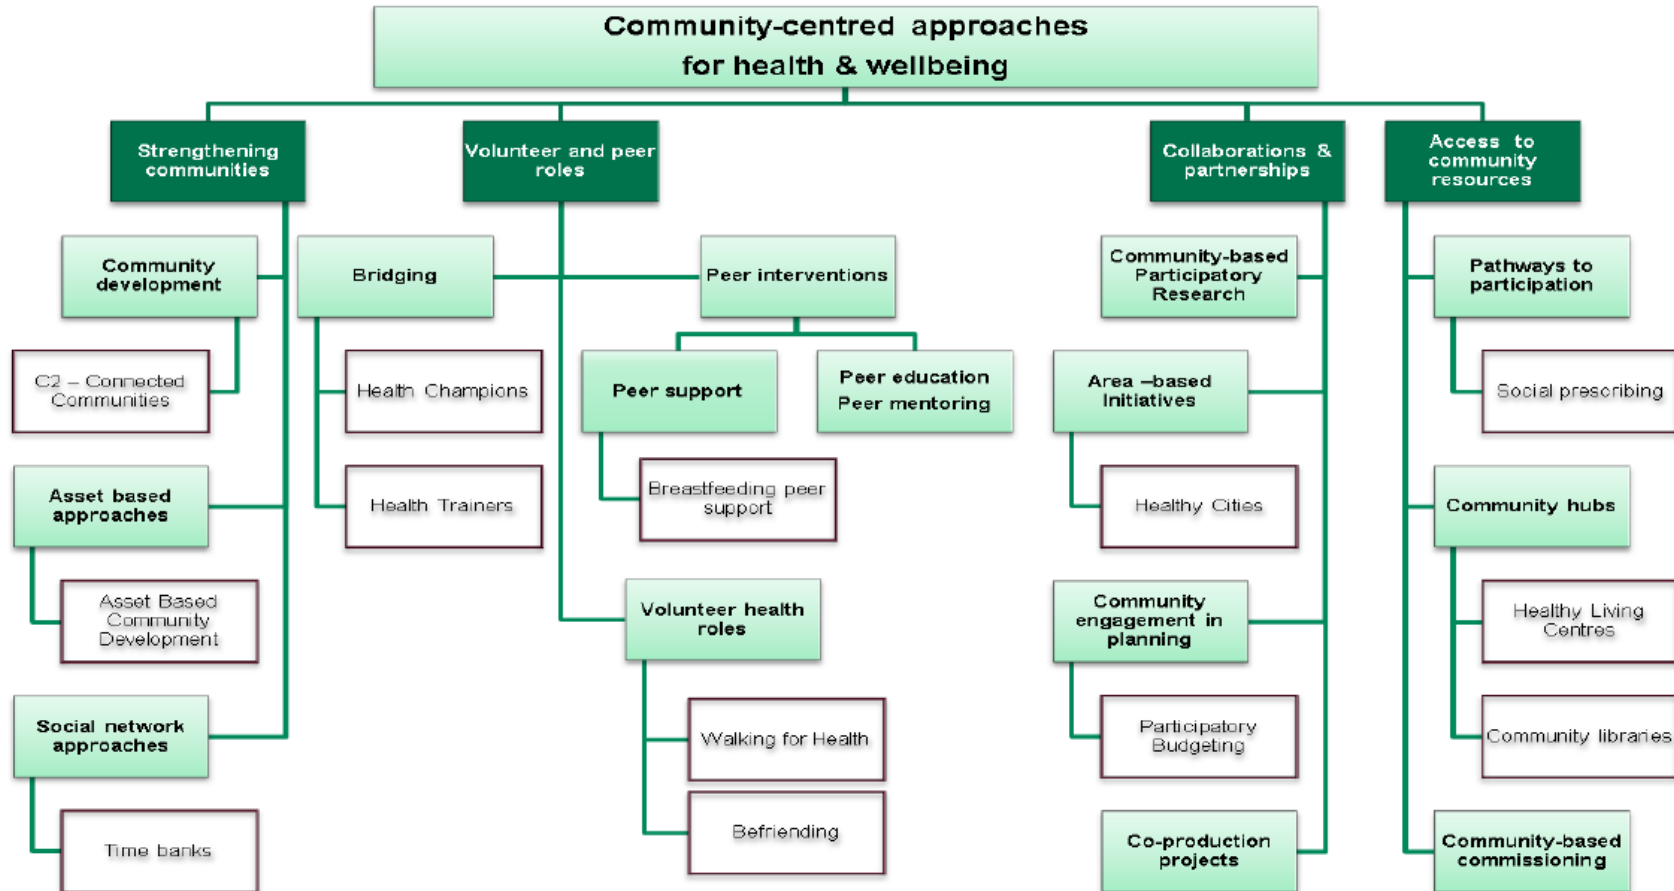 Community-centred approaches
for health & wellbeing
Strengthening
communities
Volunteer and peer
roles
Collaborations &
partnerships
Access to
community
resources
Community
development
C2 – Connected
Communities
Asset based
approaches
Asset Based
Community
Development
Social network
approaches
Time banks
Bridging
Health Champions
Health Trainers
Peer interventions
Peer support
Breastfeeding peer
support
Peer education
Peer mentoring
Volunteer health
roles
Walking for Health
Befriending
Community-based
Participatory
Research
Area –based
Initiatives
Healthy Cities
Community
engagement in
planning
Participatory
Budgeting
Co-production
projects
Pathways to
participation
Social prescribing
Community hubs
Healthy Living
Centres
Community libraries
Community-based
commissioning